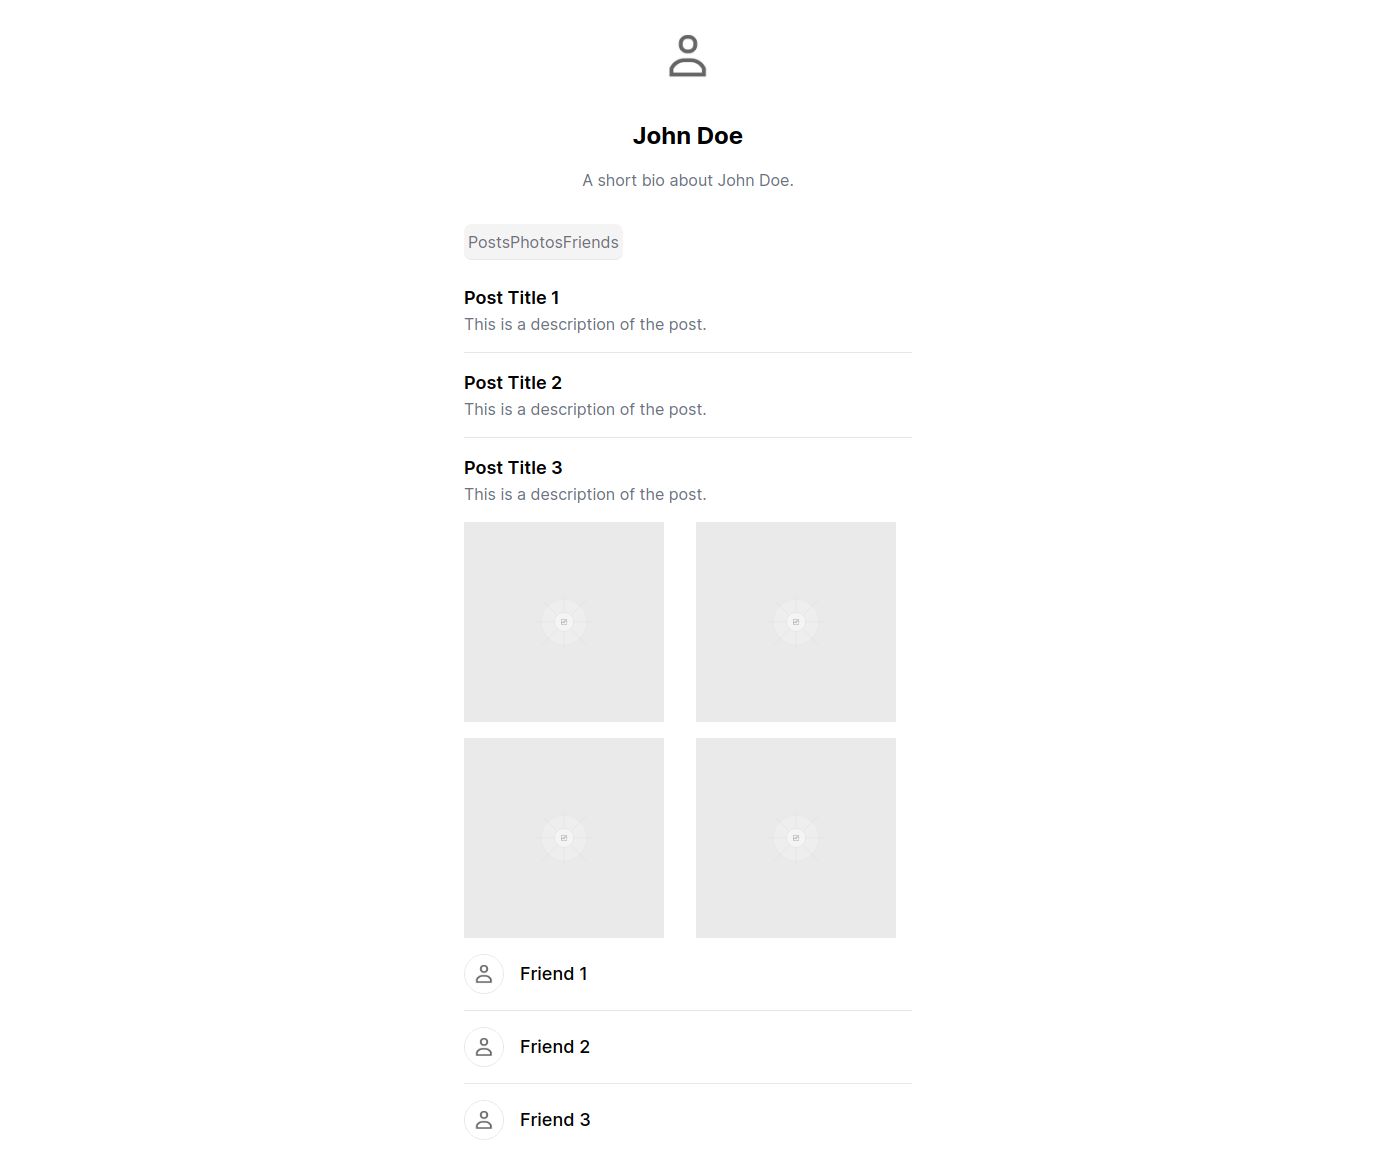 John Doe
A short bio about John Doe.
PostsPhotosFriends
Post Title 1
This is a description of the post.
Post Title 2
This is a description of the post.
Post Title 3
This is a description of the post.
Friend 1
Friend 2
Friend 3